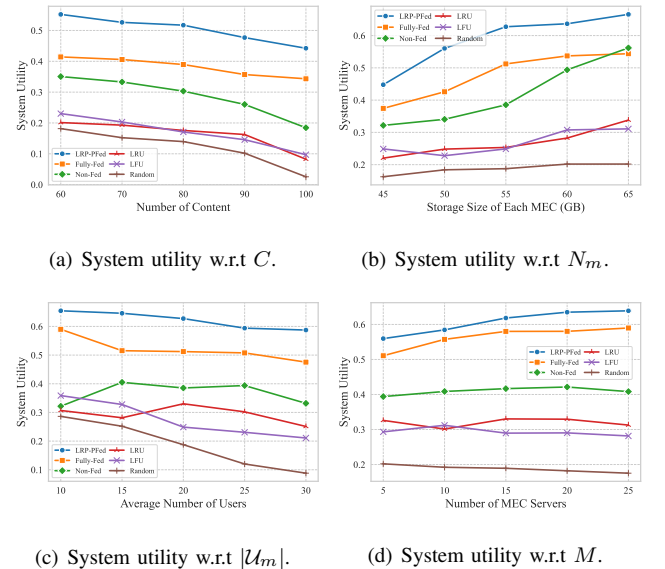 System Utility
0.5
0.4
0.3
0.2
0.1
0.0
LRP-PFed
Fully-Fed
Non-Fed
LRU
LFU
Random
60 70 80 90 100
Number of Content
(a) System utility w.r.t C.
System Utility
0.6
0.5
0.4
0.3
0.2
LRP-PFed
Fully-Fed
Non-Fed
LRU
LFU
Random
45 50 55 60 65
Storage Size of Each MEC (GB)
(b) System utility w.r.t N_m.
System Utility
0.6
0.5
0.4
0.3
0.2
0.1
LRP-PFed
Fully-Fed
Non-Fed
LRU
LFU
Random
10 15 20 25 30
Average Number of Users
(c) System utility w.r.t |𝒰_m|.
System Utility
0.6
0.5
0.4
0.3
0.2
LRP-PFed
Fully-Fed
Non-Fed
LRU
LFU
Random
5 10 15 20 25
Number of MEC Servers
(d) System utility w.r.t M.